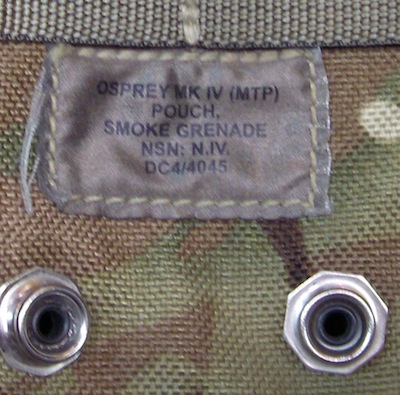 OSPREY MK IV (MTP)
POUCH,
SMOKE GRENADE
NSN: N.IV.
DC4/4045